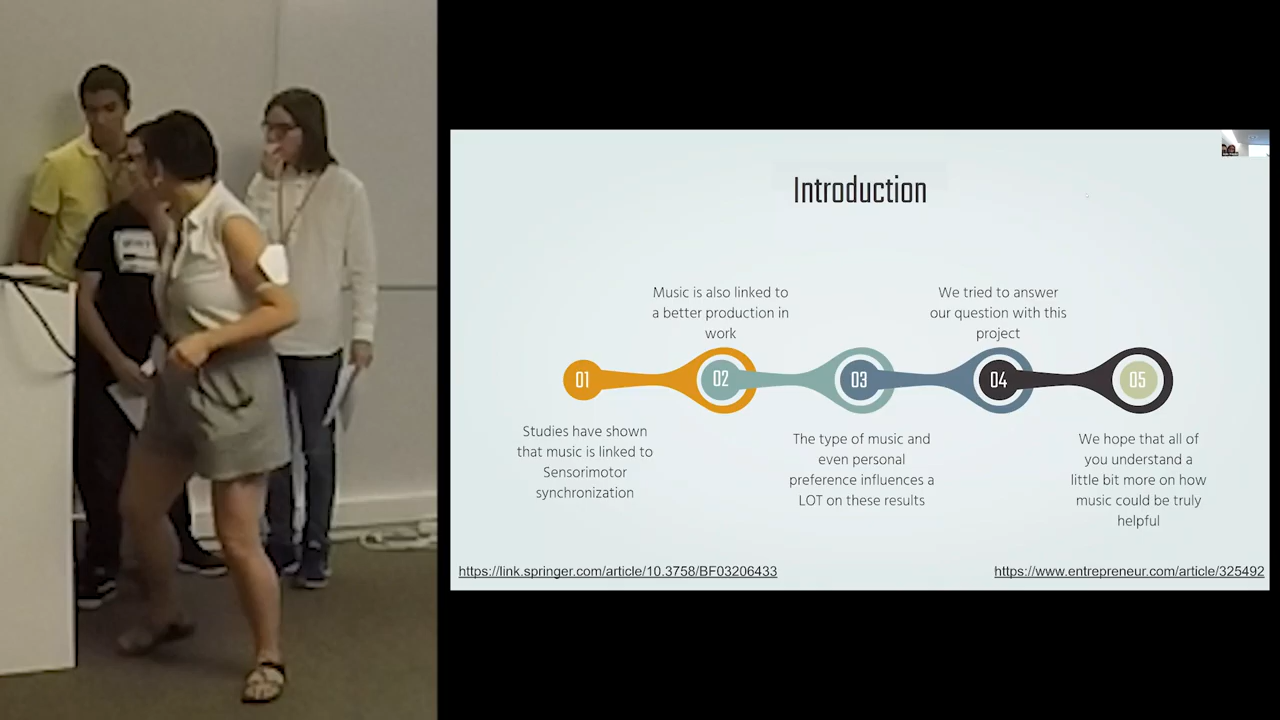 Introduction
Music is also linked to
a better production in
work
We tried to answer
our question with this
project
01
02
03
04
05
Studies have shown
that music is linked to
Sensorimotor
synchronization
The type of music and
even personal
preference influences a
LOT on these results
We hope that all of
you understand a
little bit more on how
music could be truly
helpful
https://link.springer.com/article/10.3758/BF03206433
https://www.entrepreneur.com/article/325492